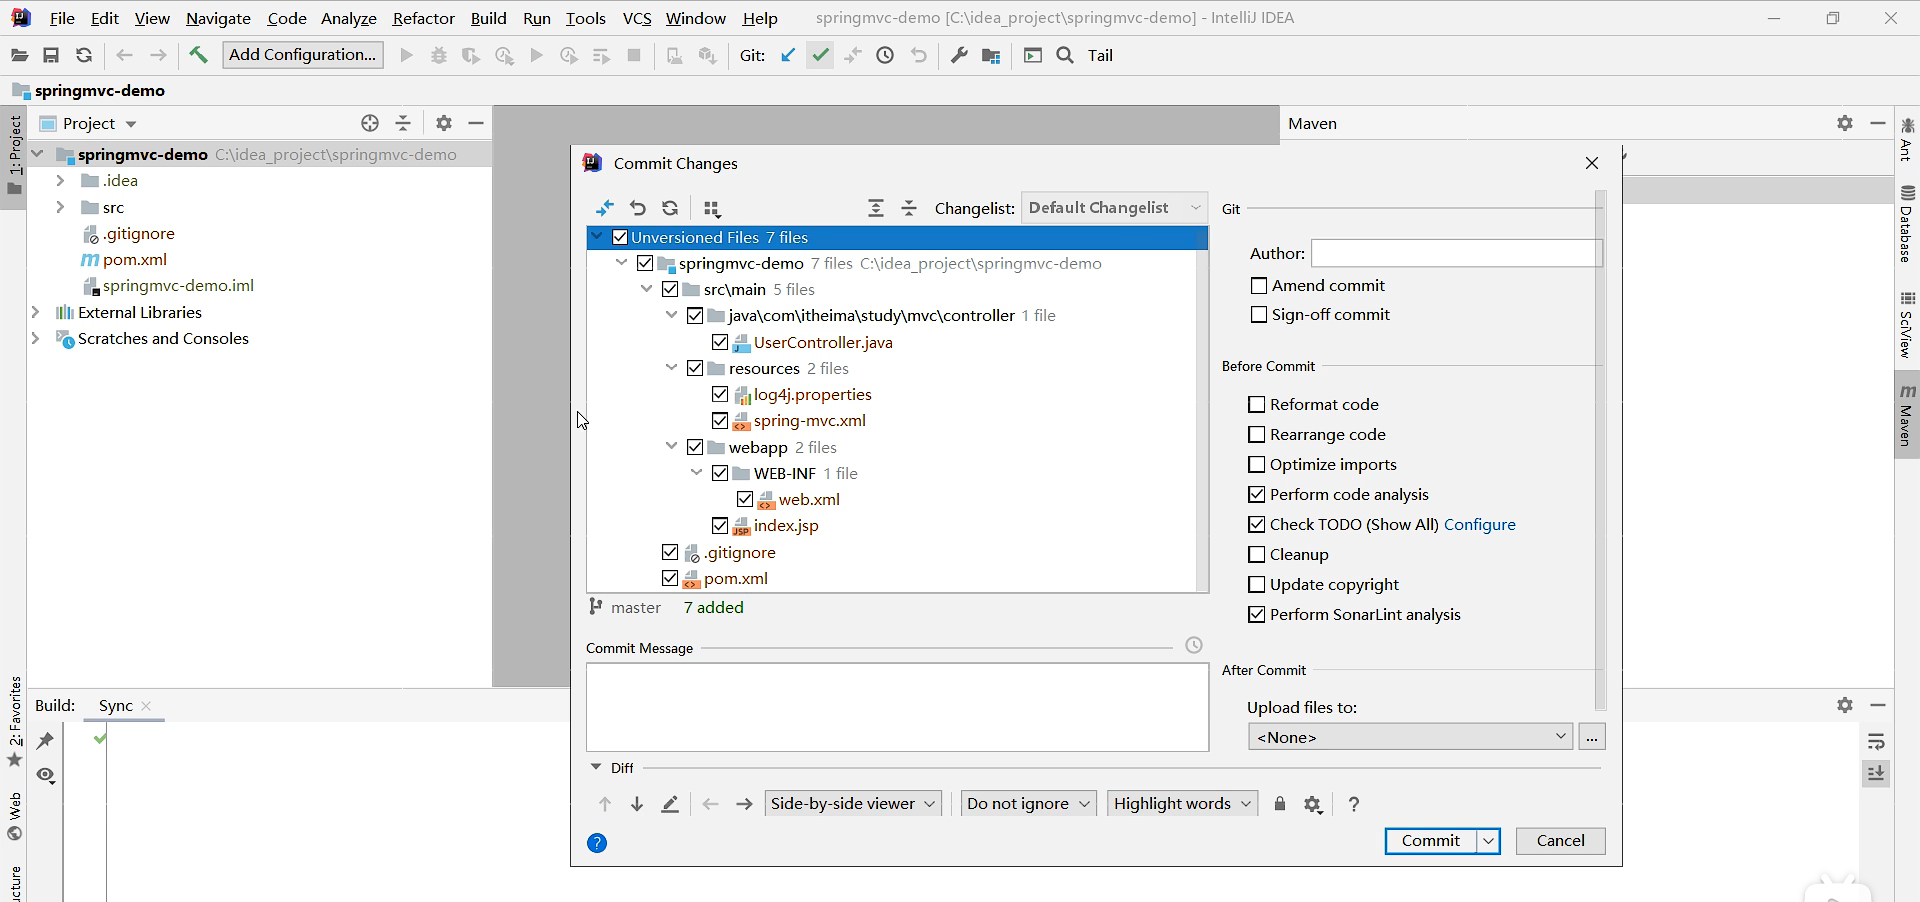 File Edit View Navigate Code Analyze Refactor Build Run Tools VCS Window Help springmvc-demo [C:\idea_project\springmvc-demo] - IntelliJ IDEA
Add Configuration... Git: Tail
springmvc-demo
1: Project
Project
springmvc-demo C:\idea_project\springmvc-demo
.idea
src
.gitignore
pom.xml
springmvc-demo.iml
External Libraries
Scratches and Consoles
Maven
Ant
Database
SciView
Maven
Commit Changes
Changelist: Default Changelist
Unversioned Files 7 files
springmvc-demo 7 files C:\idea_project\springmvc-demo
src\main 5 files
java\com\itheima\study\mvc\controller 1 file
UserController.java
resources 2 files
log4j.properties
spring-mvc.xml
webapp 2 files
WEB-INF 1 file
web.xml
index.jsp
.gitignore
pom.xml
master 7 added
Commit Message
Git
Author:
Amend commit
Sign-off commit
Before Commit
Reformat code
Rearrange code
Optimize imports
Perform code analysis
Check TODO (Show All) Configure
Cleanup
Update copyright
Perform SonarLint analysis
After Commit
Upload files to:
<None> ...
Diff
Side-by-side viewer Do not ignore Highlight words ?
? Commit Cancel
2: Favorites
Web
Build: Sync